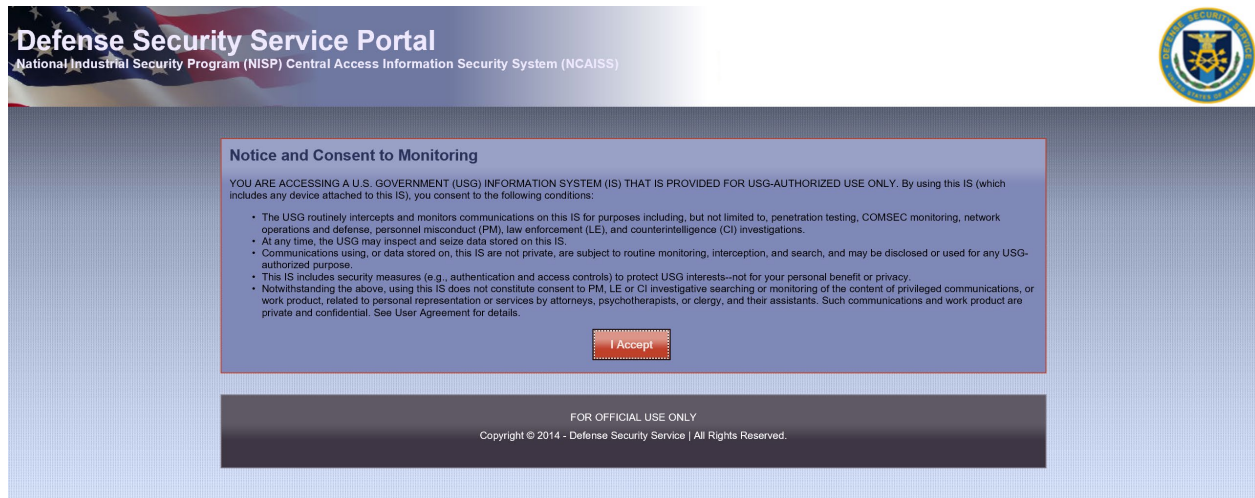 Defense Security Service Portal
National Industrial Security Program (NISP) Central Access Information Security System (NCAISS)
DEFENSE SECURITY SERVICE
UNITED STATES OF AMERICA
Notice and Consent to Monitoring
YOU ARE ACCESSING A U.S. GOVERNMENT (USG) INFORMATION SYSTEM (IS) THAT IS PROVIDED FOR USG-AUTHORIZED USE ONLY. By using this IS (which
includes any device attached to this IS), you consent to the following conditions:
• The USG routinely intercepts and monitors communications on this IS for purposes including, but not limited to, penetration testing, COMSEC monitoring, network
operations and defense, personnel misconduct (PM), law enforcement (LE), and counterintelligence (CI) investigations.
• At any time, the USG may inspect and seize data stored on this IS.
• Communications using, or data stored on, this IS are not private, are subject to routine monitoring, interception, and search, and may be disclosed or used for any USG-
authorized purpose.
• This IS includes security measures (e.g., authentication and access controls) to protect USG interests--not for your personal benefit or privacy.
• Notwithstanding the above, using this IS does not constitute consent to PM, LE or CI investigative searching or monitoring of the content of privileged communications, or
work product, related to personal representation or services by attorneys, psychotherapists, or clergy, and their assistants. Such communications and work product are
private and confidential. See User Agreement for details.
I Accept
FOR OFFICIAL USE ONLY
Copyright © 2014 - Defense Security Service | All Rights Reserved.